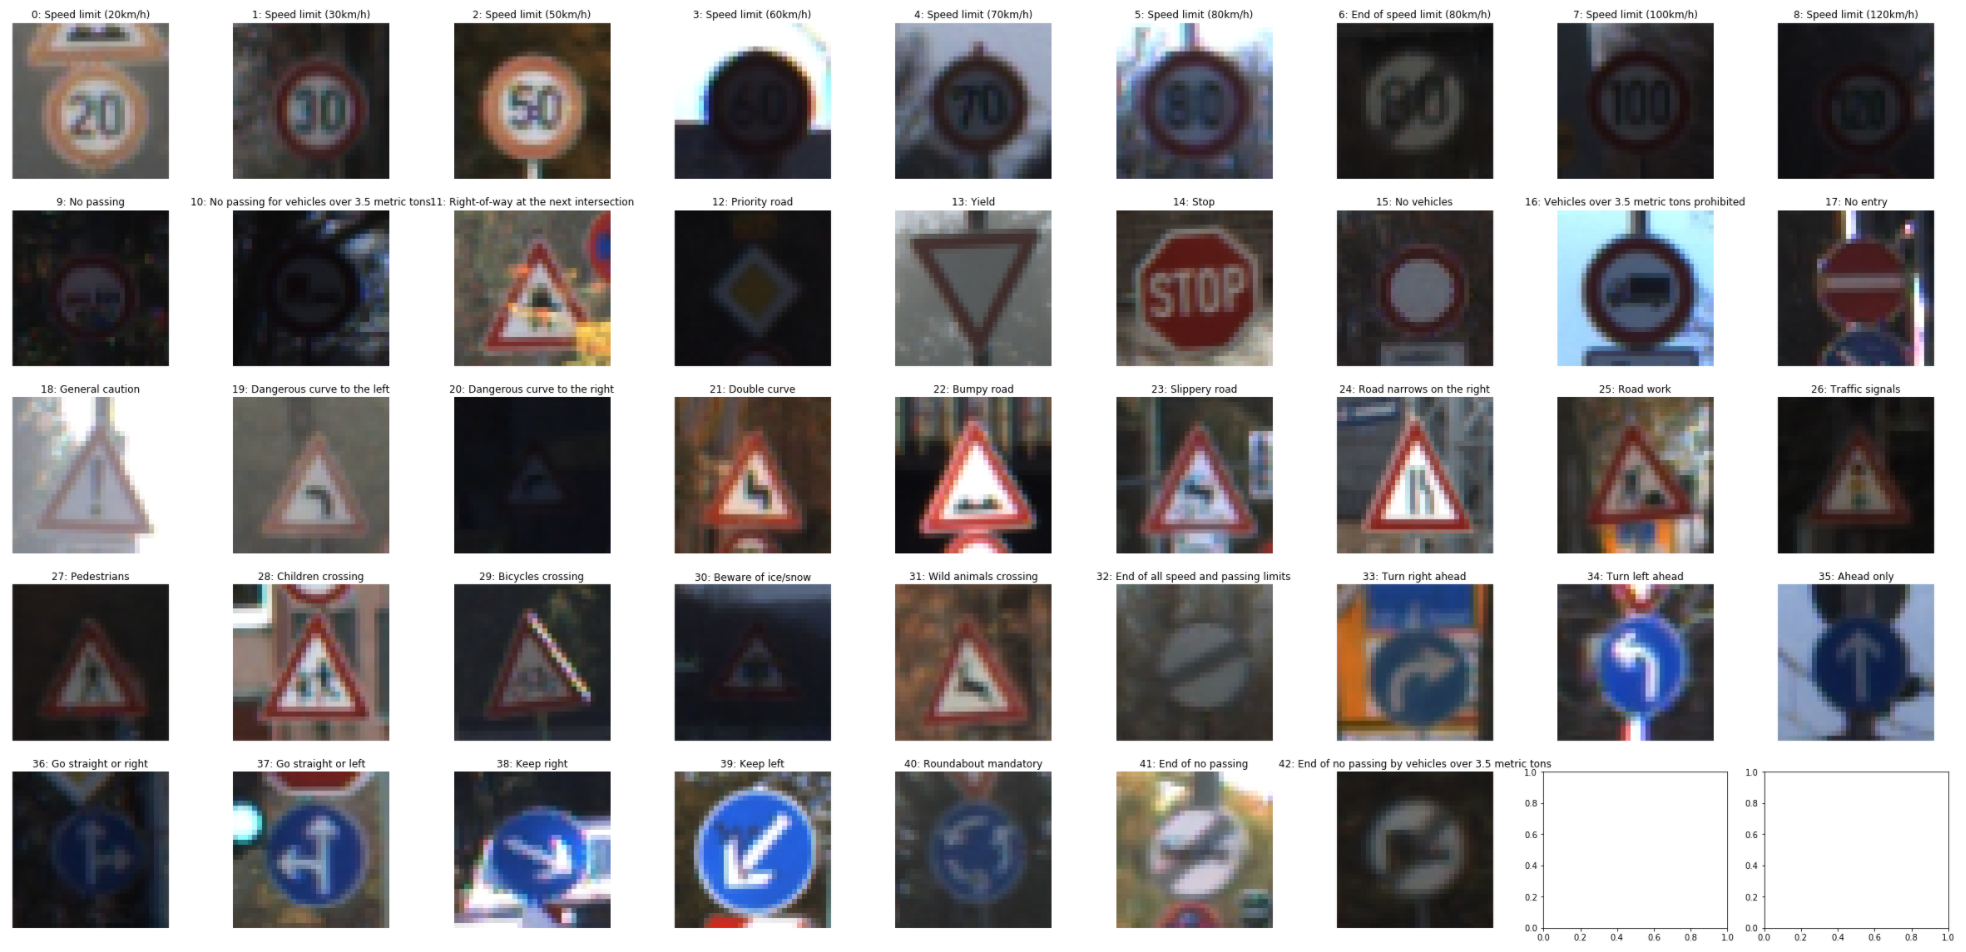 0: Speed limit (20km/h)
1: Speed limit (30km/h)
2: Speed limit (50km/h)
3: Speed limit (60km/h)
4: Speed limit (70km/h)
5: Speed limit (80km/h)
6: End of speed limit (80km/h)
7: Speed limit (100km/h)
8: Speed limit (120km/h)
20
30
50
60
70
80
80
100
120
9: No passing
10: No passing for vehicles over 3.5 metric tons
11: Right-of-way at the next intersection
12: Priority road
13: Yield
14: Stop
15: No vehicles
16: Vehicles over 3.5 metric tons prohibited
17: No entry
STOP
18: General caution
19: Dangerous curve to the left
20: Dangerous curve to the right
21: Double curve
22: Bumpy road
23: Slippery road
24: Road narrows on the right
25: Road work
26: Traffic signals
27: Pedestrians
28: Children crossing
29: Bicycles crossing
30: Beware of ice/snow
31: Wild animals crossing
32: End of all speed and passing limits
33: Turn right ahead
34: Turn left ahead
35: Ahead only
36: Go straight or right
37: Go straight or left
38: Keep right
39: Keep left
40: Roundabout mandatory
41: End of no passing
42: End of no passing by vehicles over 3.5 metric tons
1.0
0.8
0.6
0.4
0.2
0.0
0.0 0.2 0.4 0.6 0.8 1.0
1.0
0.8
0.6
0.4
0.2
0.0
0.0 0.2 0.4 0.6 0.8 1.0